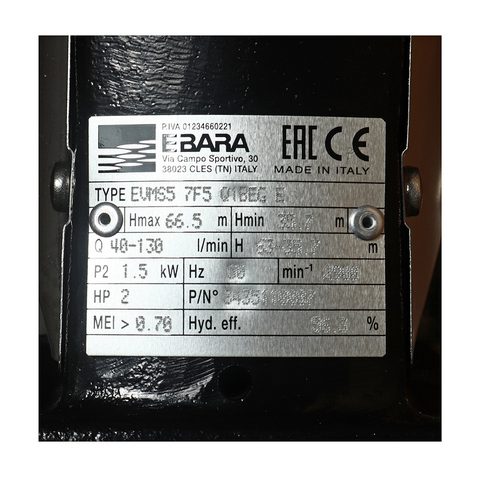 P.IVA 01234660221
EBARA
Via Campo Sportivo, 30
38023 CLES (TN) ITALY
EAC CE
MADE IN ITALY
TYPE EVMS5 7F5 E
Hmax 66.5 m Hmin m
Q 40-130 l/min H m
P2 1.5 kW Hz min⁻¹
HP 2 P/N°
MEI > 0.70 Hyd. eff. %